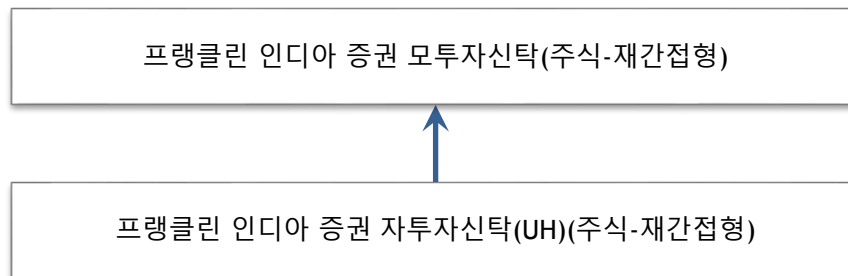 프랭클린 인디아 증권 모투자신탁(주식-재간접형)
프랭클린 인디아 증권 자투자신탁(UH)(주식-재간접형)